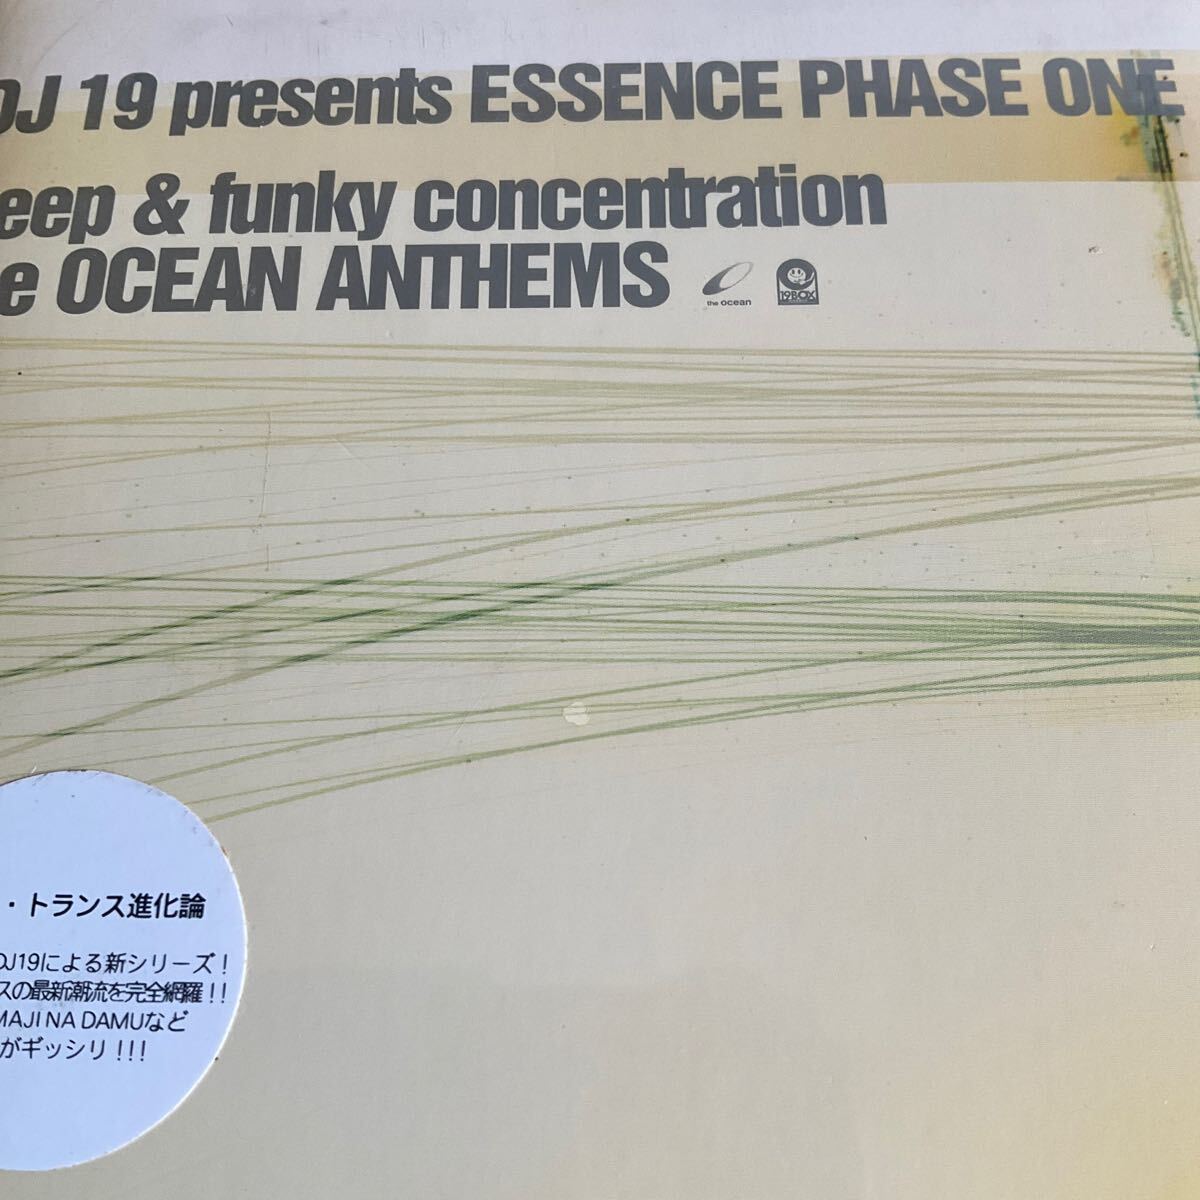 DJ 19 presents ESSENCE PHASE ONE
eep & funky concentration
e OCEAN ANTHEMS
the ocean
19BOX
・トランス進化論
DJ19による新シリーズ！
スの最新潮流を完全網羅！！
MAJI NA DAMUなど
がギッシリ！！！